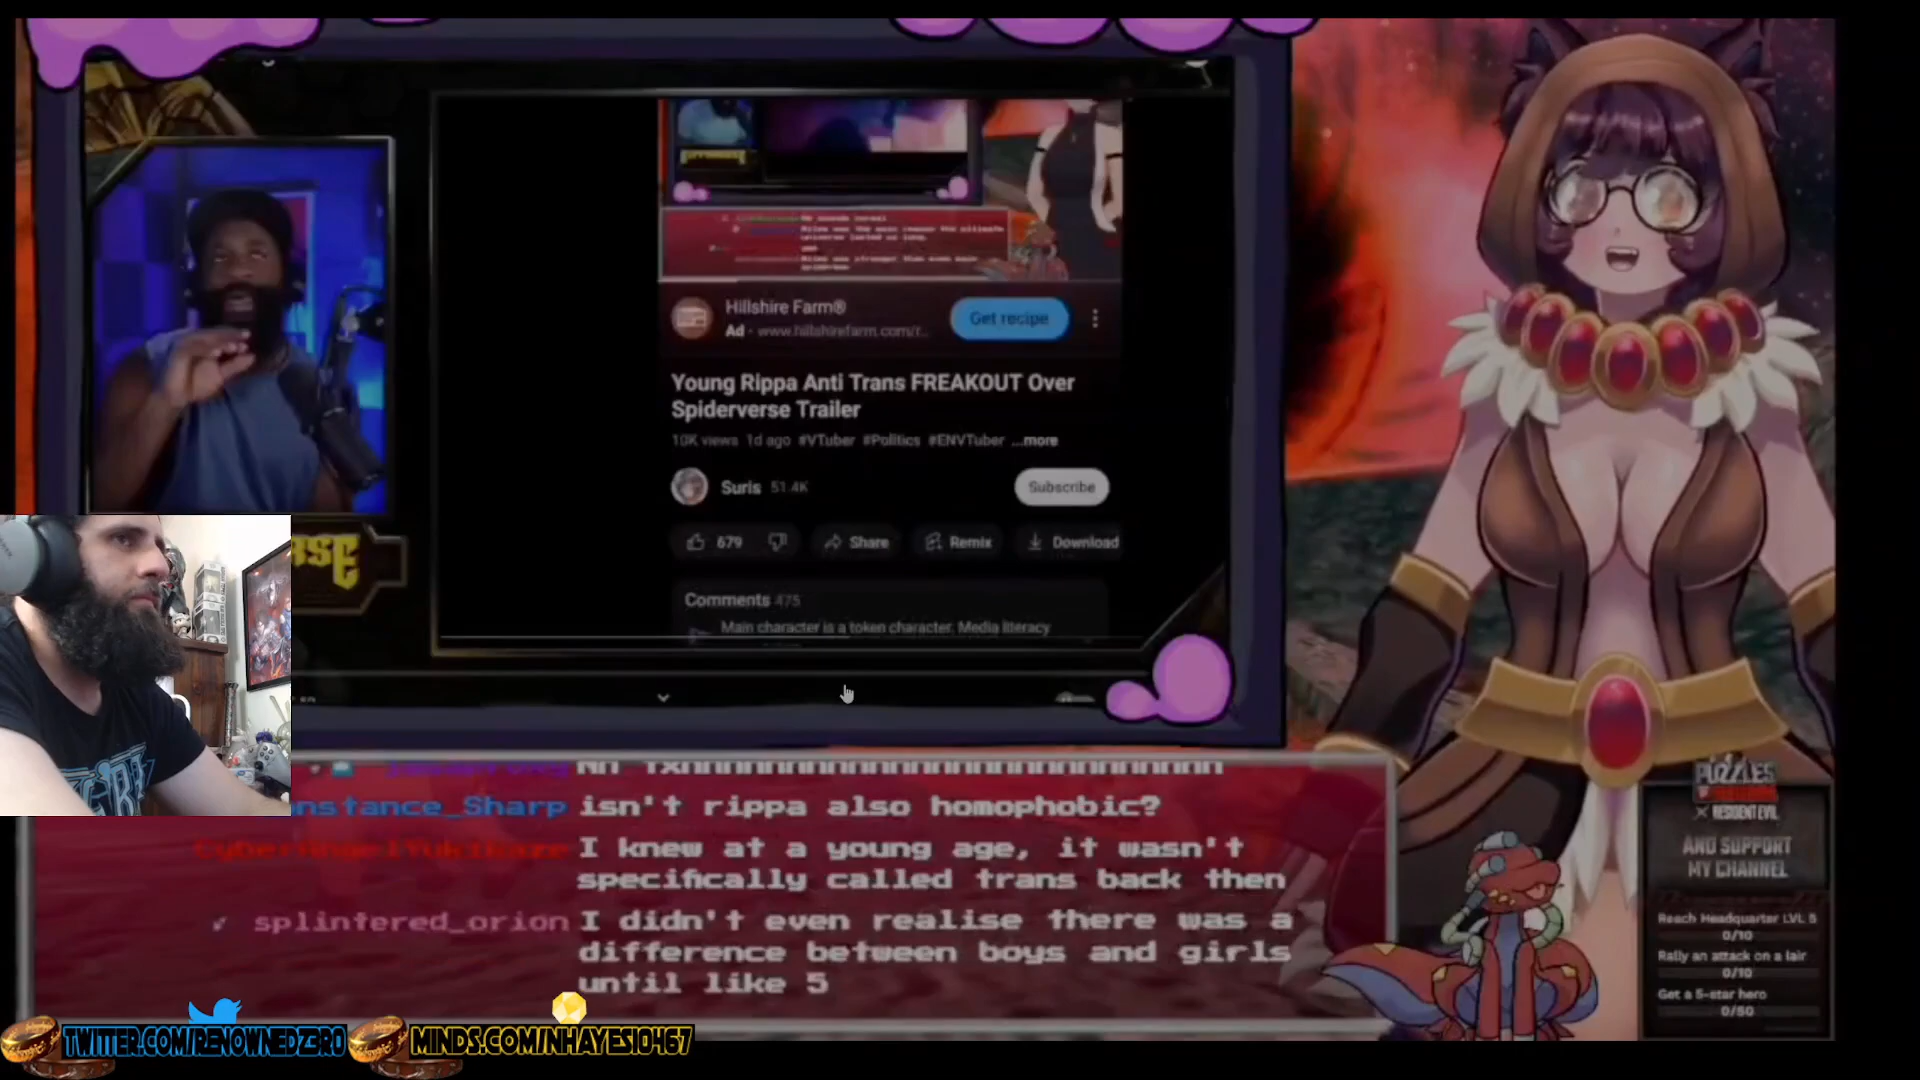 Hillshire Farm®
Ad · www.hillshirefarm.com/r...
Get recipe
Young Rippa Anti Trans FREAKOUT Over
Spiderverse Trailer
10K views 1d ago #VTuber #Politics #ENVTuber ...more
Suris 51.4K
Subscribe
679
Share
Remix
Download
Comments 475
Main character is a token character. Media literacy
isn't rippa also homophobic?
CyberAngelYukikaze I knew at a young age, it wasn't
specifically called trans back then
splintered_orion I didn't even realise there was a
difference between boys and girls
until like 5
PUZZLES
X RESIDENT EVIL
AND SUPPORT
MY CHANNEL
Reach Headquarter LVL 5
0/10
Rally an attack on a lair
0/10
Get a 5-star hero
0/50
TWITTER.COM/RENOWNEDZ3R0
MINDS.COM/NHAYES10467